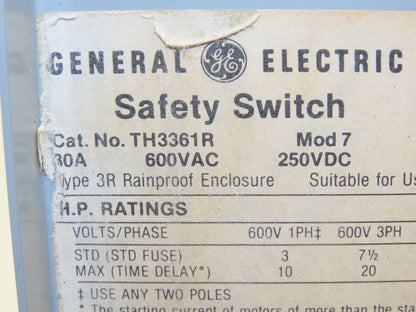 GENERAL GE ELECTRIC
Safety Switch
Cat. No. TH3361R Mod 7
30A 600VAC 250VDC
Type 3R Rainproof Enclosure Suitable for
H.P. RATINGS
VOLTS/PHASE 600V 1PH‡ 600V 3PH
STD (STD FUSE) 3 7½
MAX (TIME DELAY*) 10 20
‡ USE ANY TWO POLES
* The starting current of motors of more than the